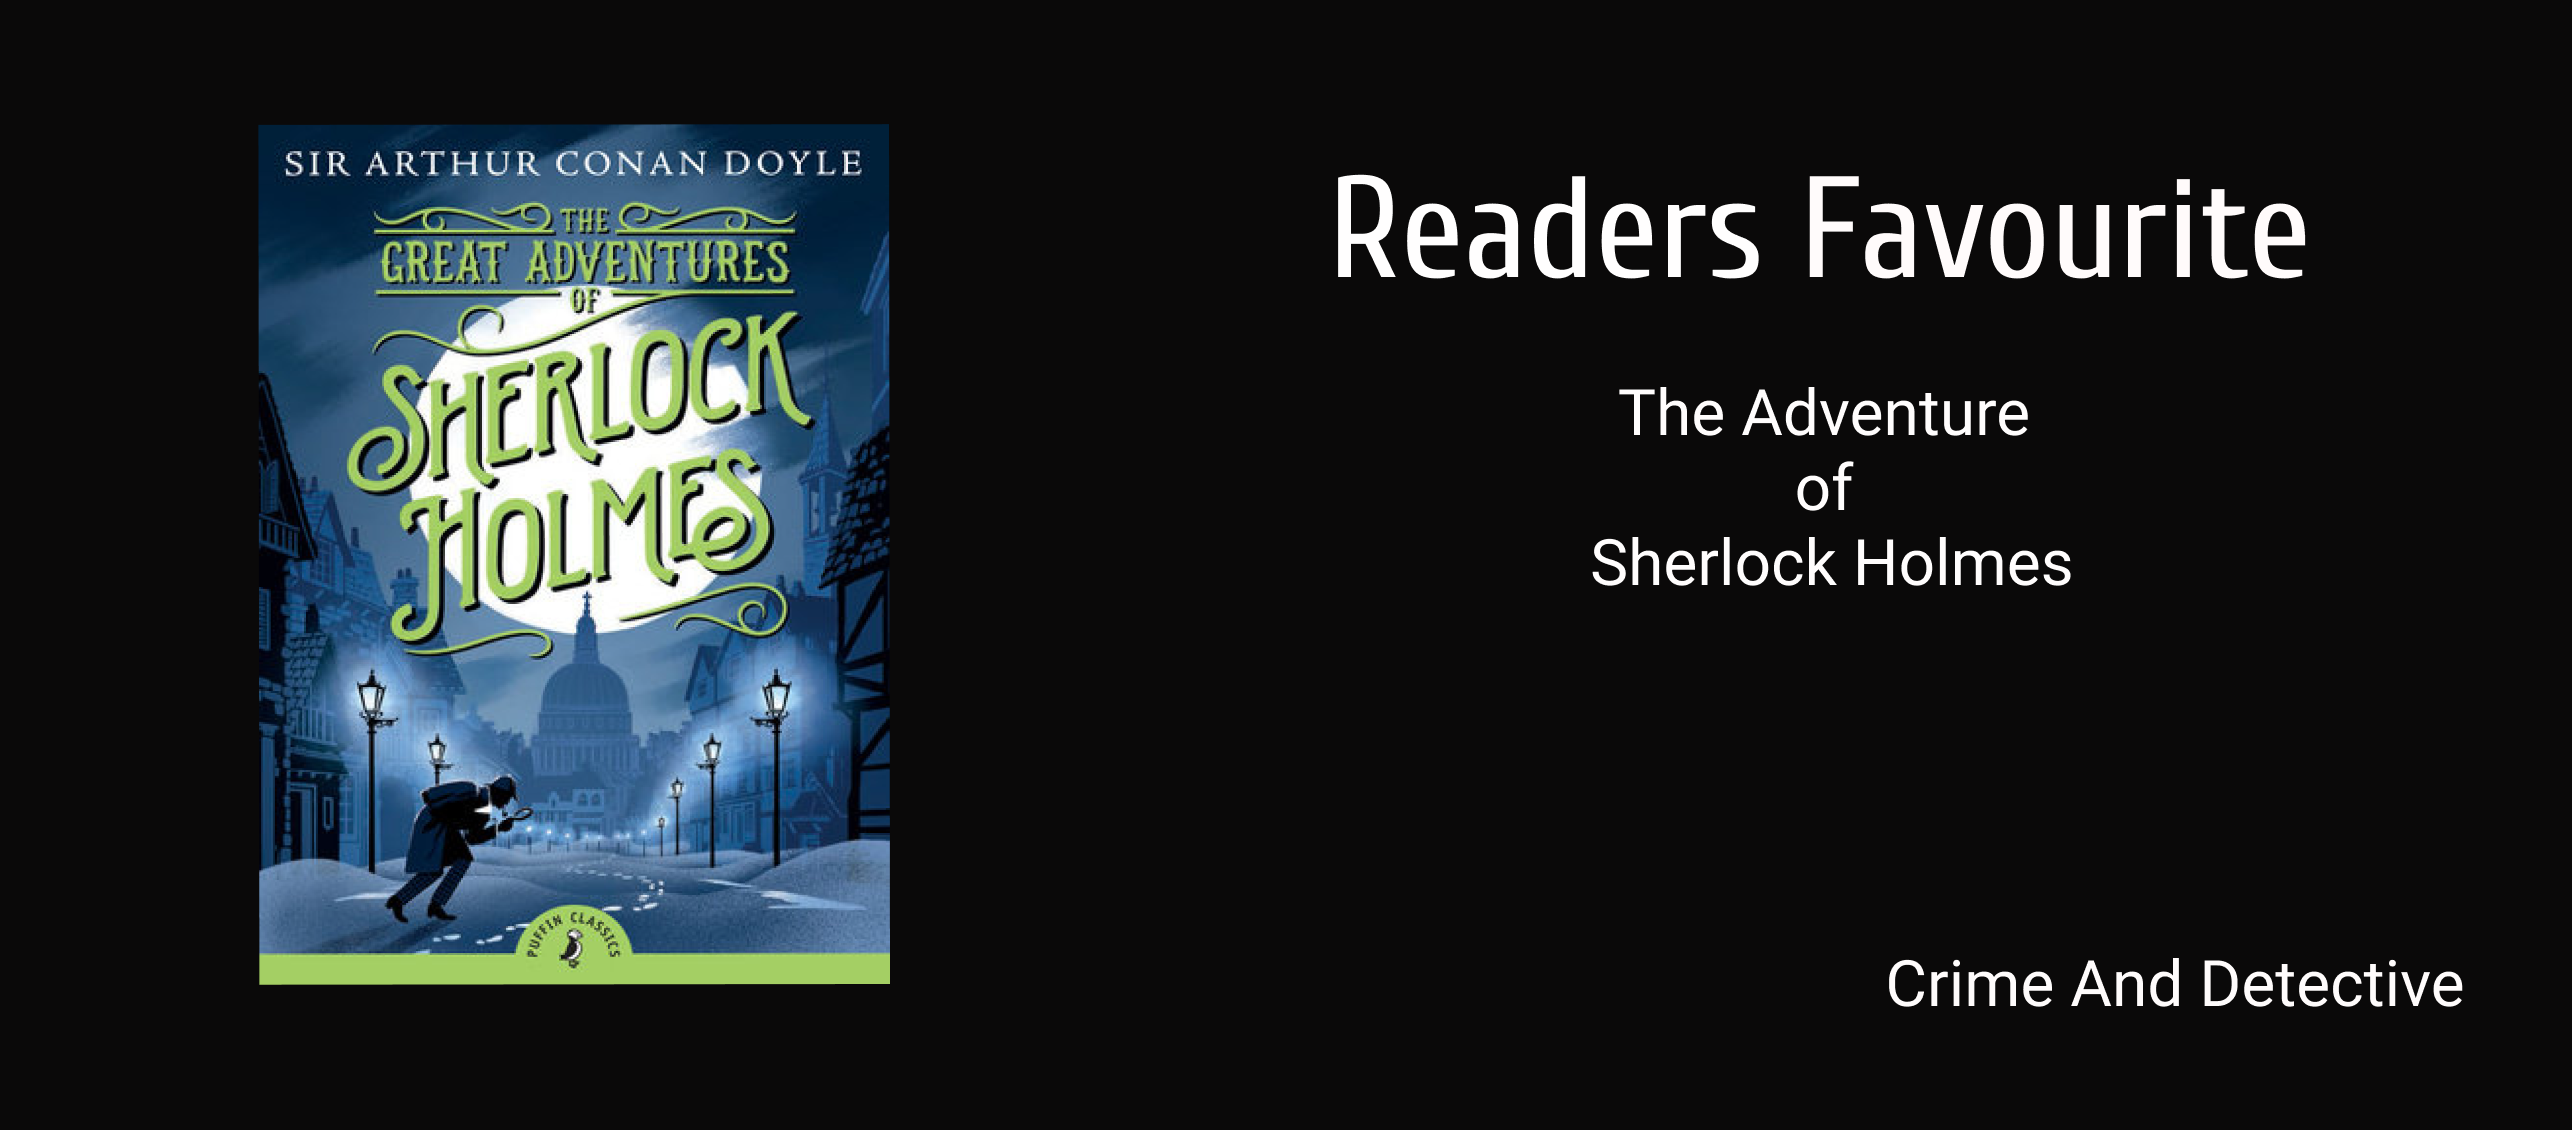 SIR ARTHUR CONAN DOYLE
THE
GREAT ADVENTURES
OF
SHERLOCK
HOLMES
PUFFIN CLASSICS
Readers Favourite
The Adventure
of
Sherlock Holmes
Crime And Detective